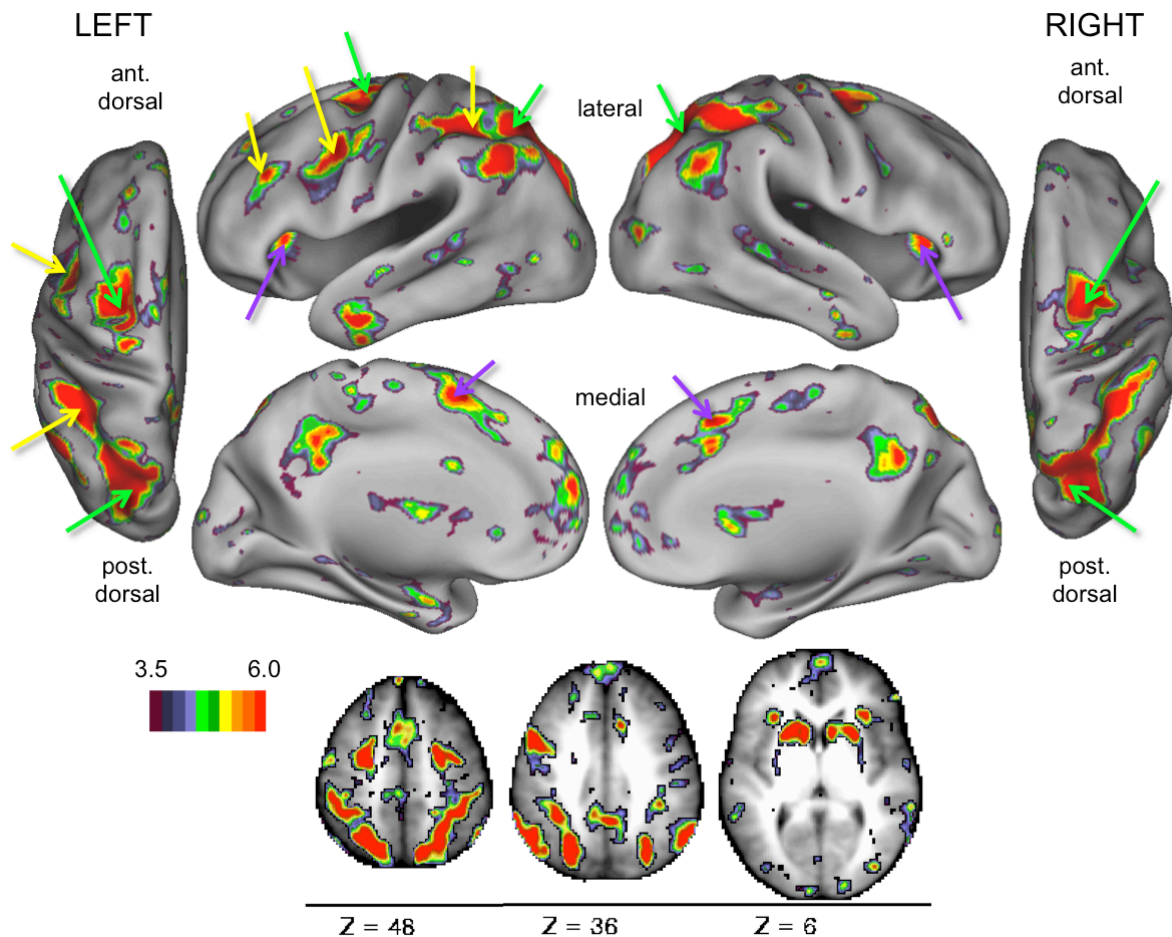 LEFT
RIGHT
ant.
dorsal
lateral
ant.
dorsal
medial
post.
dorsal
post.
dorsal
3.5 6.0
Z = 48 Z = 36 Z = 6